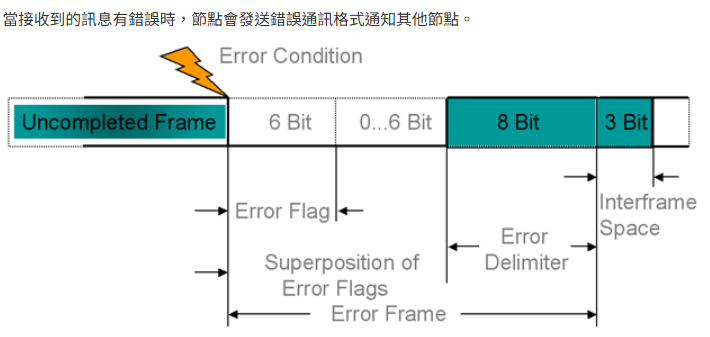 當接收到的訊息有錯誤時，節點會發送錯誤通訊格式通知其他節點。
Error Condition
Uncompleted Frame
6 Bit
0...6 Bit
8 Bit
3 Bit
Error Flag
Interframe
Space
Error
Delimiter
Superposition of
Error Flags
Error Frame